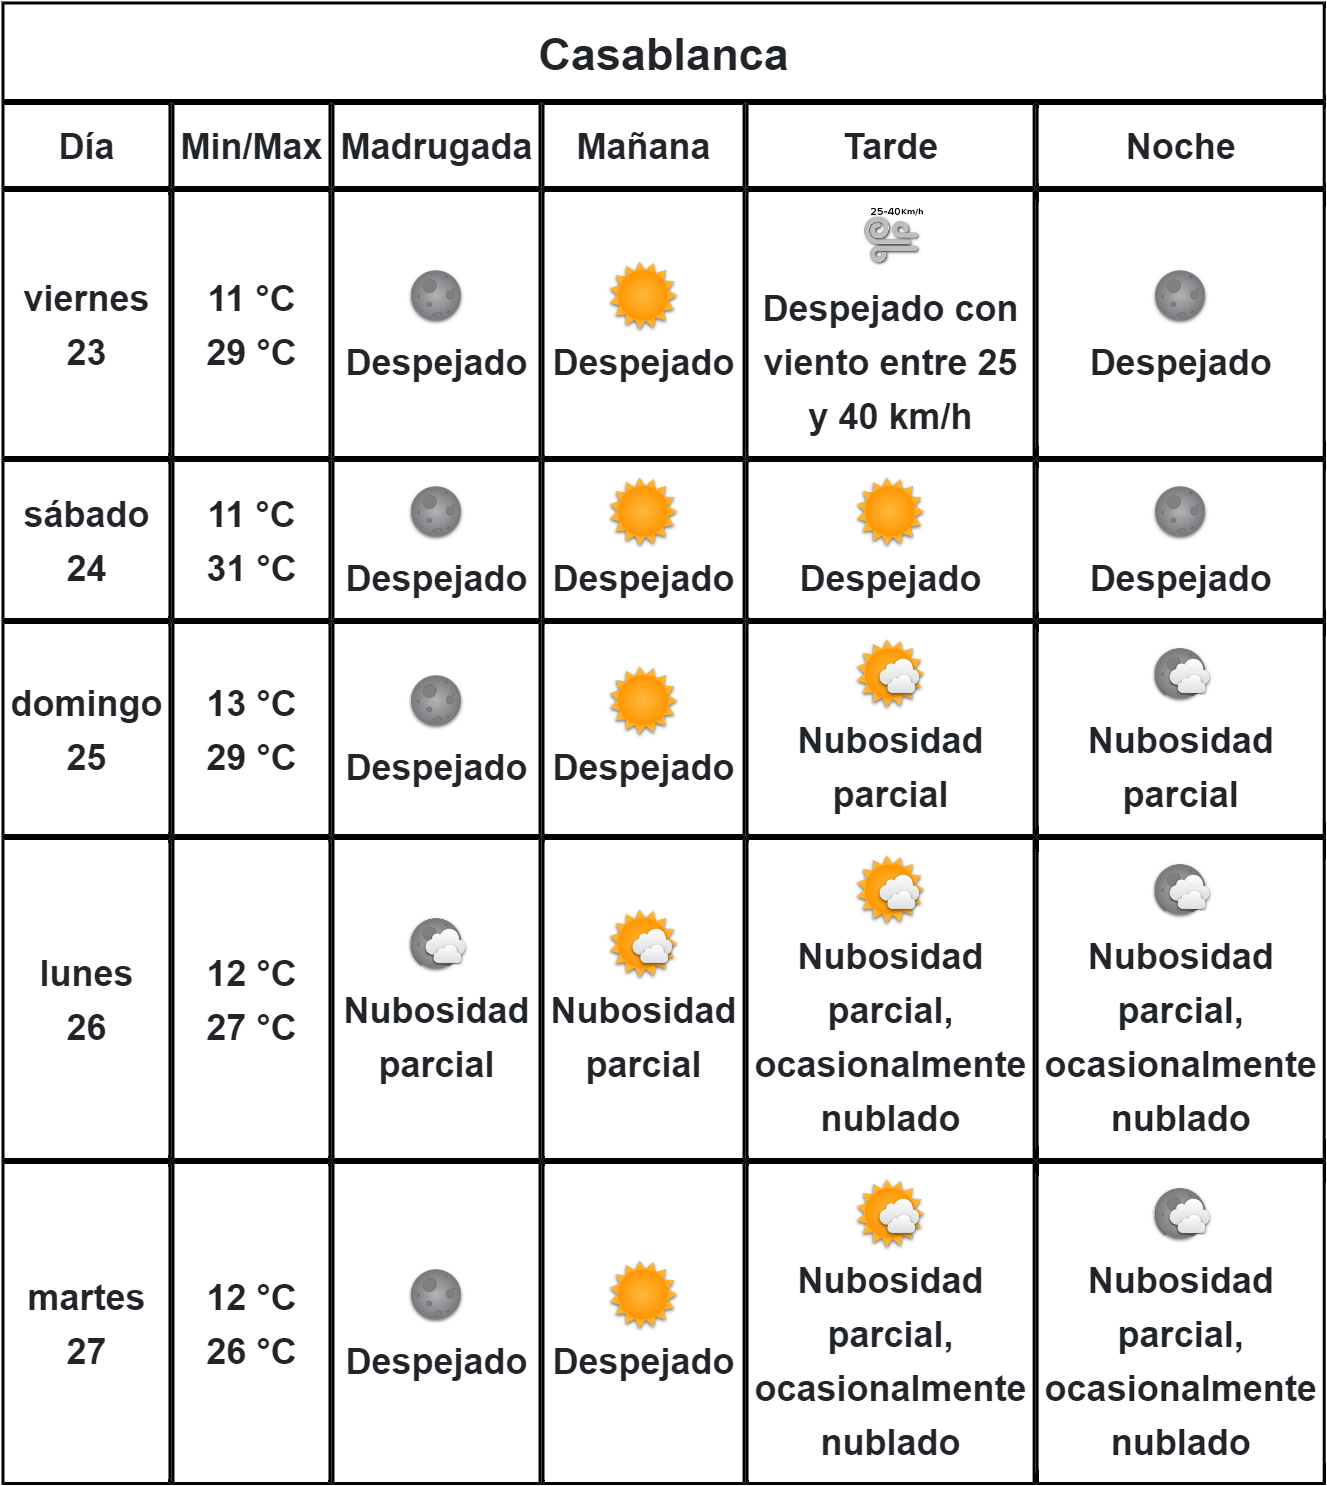 Casablanca
Día Min/Max Madrugada Mañana Tarde Noche
viernes
23
11 °C
29 °C
Despejado
Despejado
25-40Km/h
Despejado con
viento entre 25
y 40 km/h
Despejado
sábado
24
11 °C
31 °C
Despejado
Despejado
Despejado
Despejado
domingo
25
13 °C
29 °C
Despejado
Despejado
Nubosidad
parcial
Nubosidad
parcial
lunes
26
12 °C
27 °C
Nubosidad
parcial
Nubosidad
parcial
Nubosidad
parcial,
ocasionalmente
nublado
Nubosidad
parcial,
ocasionalmente
nublado
martes
27
12 °C
26 °C
Despejado
Despejado
Nubosidad
parcial,
ocasionalmente
nublado
Nubosidad
parcial,
ocasionalmente
nublado